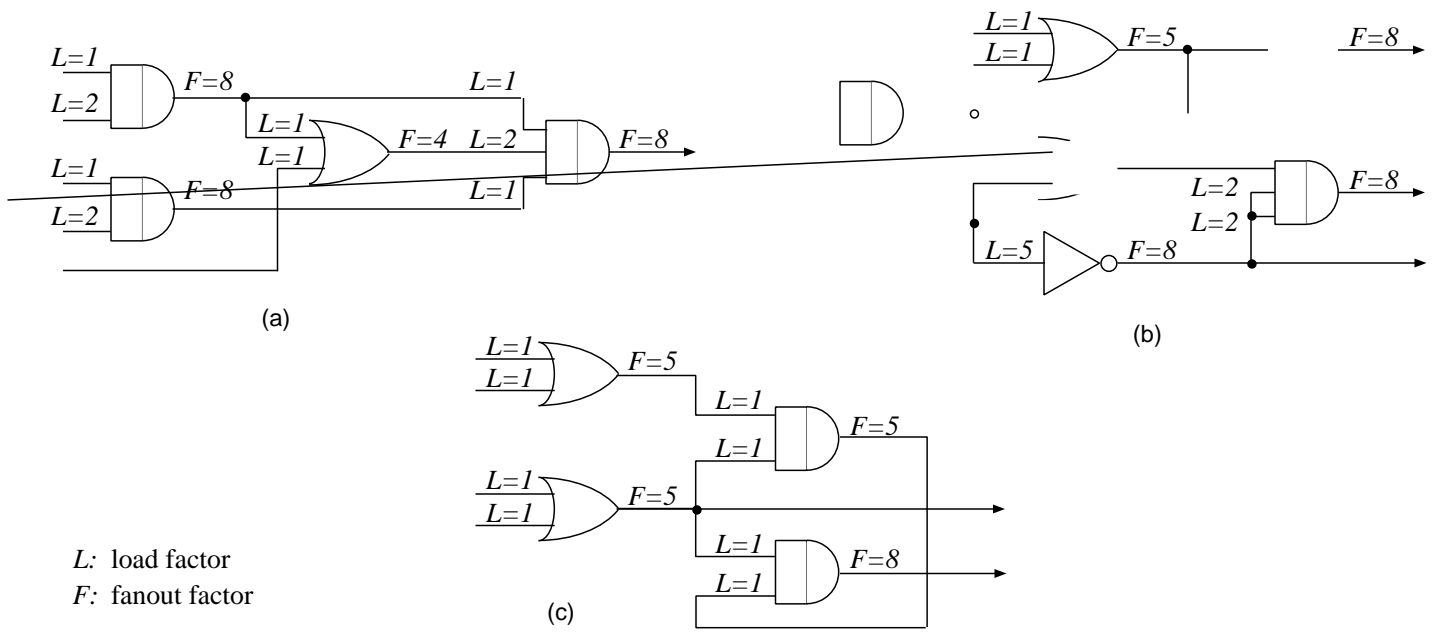 L=1
L=2
F=8
L=1
L=1
F=4
L=1
L=2
F=8
L=1
L=2
F=8
L=1
(a)
L=1
L=1
F=5
F=8
L=2
L=2
F=8
L=5
F=8
(b)
L=1
L=1
F=5
L=1
L=1
F=5
L=1
L=1
F=5
L=1
L=1
F=8
(c)
L: load factor
F: fanout factor